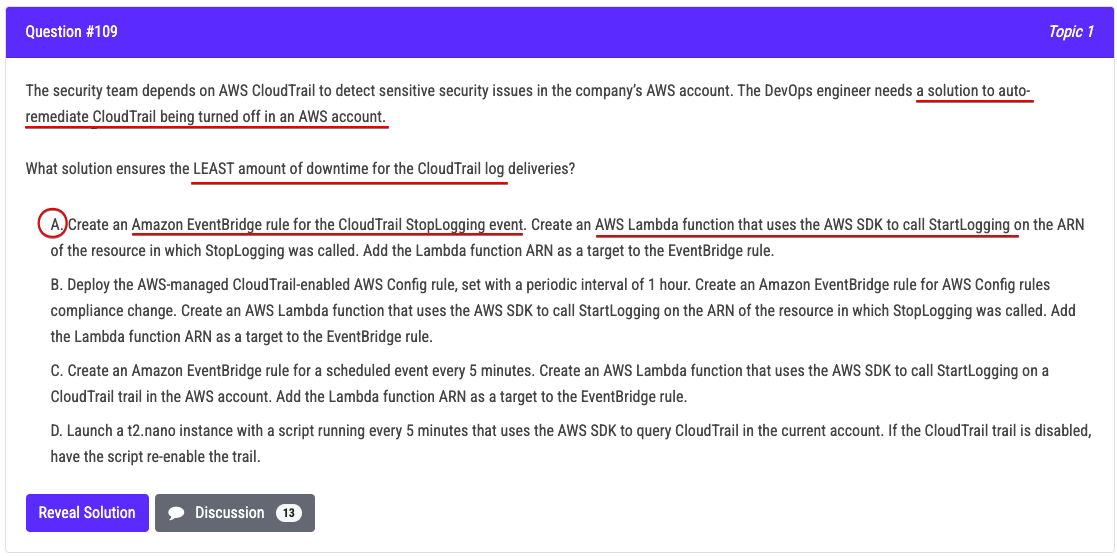 Question #109
Topic 1
The security team depends on AWS CloudTrail to detect sensitive security issues in the company’s AWS account. The DevOps engineer needs a solution to auto-
remediate CloudTrail being turned off in an AWS account.
What solution ensures the LEAST amount of downtime for the CloudTrail log deliveries?
A. Create an Amazon EventBridge rule for the CloudTrail StopLogging event. Create an AWS Lambda function that uses the AWS SDK to call StartLogging on the ARN
of the resource in which StopLogging was called. Add the Lambda function ARN as a target to the EventBridge rule.
B. Deploy the AWS-managed CloudTrail-enabled AWS Config rule, set with a periodic interval of 1 hour. Create an Amazon EventBridge rule for AWS Config rules
compliance change. Create an AWS Lambda function that uses the AWS SDK to call StartLogging on the ARN of the resource in which StopLogging was called. Add
the Lambda function ARN as a target to the EventBridge rule.
C. Create an Amazon EventBridge rule for a scheduled event every 5 minutes. Create an AWS Lambda function that uses the AWS SDK to call StartLogging on a
CloudTrail trail in the AWS account. Add the Lambda function ARN as a target to the EventBridge rule.
D. Launch a t2.nano instance with a script running every 5 minutes that uses the AWS SDK to query CloudTrail in the current account. If the CloudTrail trail is disabled,
have the script re-enable the trail.
Reveal Solution
Discussion 13